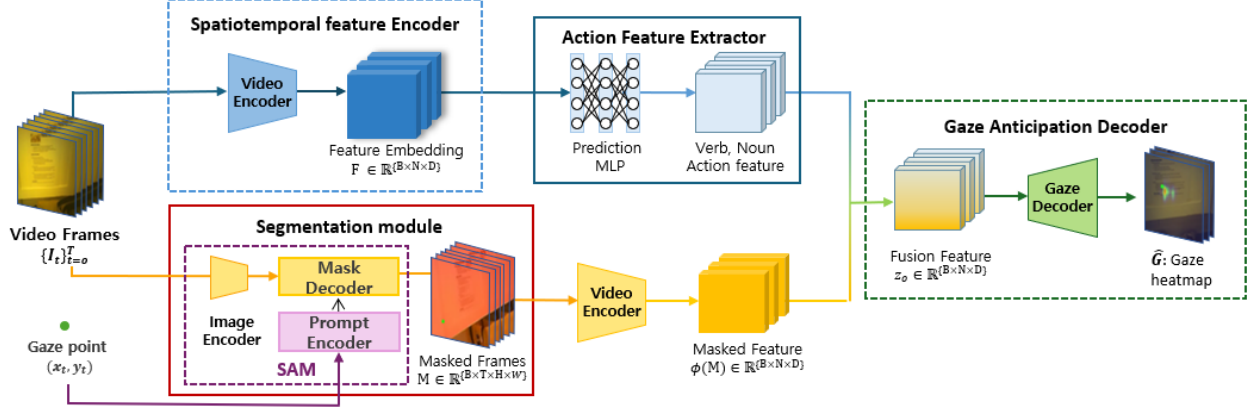 Spatiotemporal feature Encoder
Video
Encoder
Feature Embedding
F ∈ ℝ^{B×N×D}
Action Feature Extractor
Prediction
MLP
Verb, Noun
Action feature
Video Frames
{I_t}_{t=o}^T
Segmentation module
Image
Encoder
Mask
Decoder
Prompt
Encoder
SAM
Masked Frames
M ∈ ℝ^{B×T×H×W}
Gaze point
(x_t, y_t)
Video
Encoder
Masked Feature
ϕ(M) ∈ ℝ^{B×N×D}
Gaze Anticipation Decoder
Fusion Feature
z_o ∈ ℝ^{B×N×D}
Gaze
Decoder
Ĝ: Gaze
heatmap